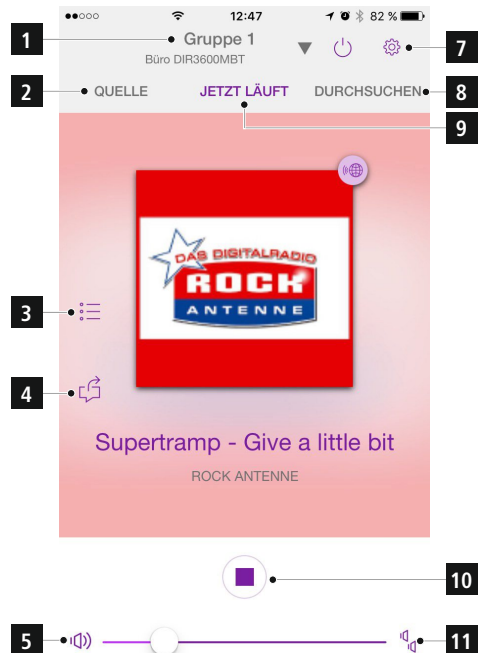 12:47
82 %
1
Gruppe 1
7
Büro DIR3600MBT
2
QUELLE
JETZT LÄUFT
DURCHSUCHEN
8
9
DAS DIGITALRADIO
ROCK
ANTENNE
3
4
Supertramp - Give a little bit
ROCK ANTENNE
10
5
11